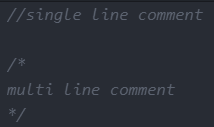 //single line comment
/*
multi line comment
*/